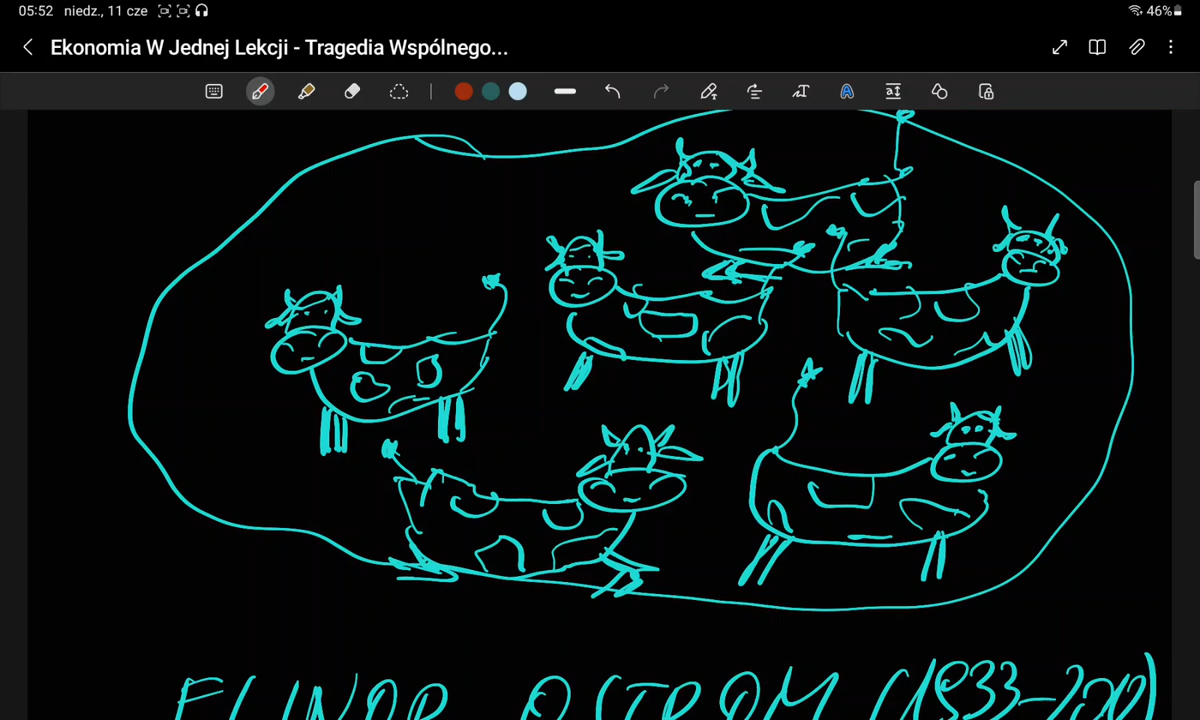 05:52 niedz., 11 cze 46%
Ekonomia W Jednej Lekcji - Tragedia Wspólnego...
ELINOR OSTROM (1933-2012)